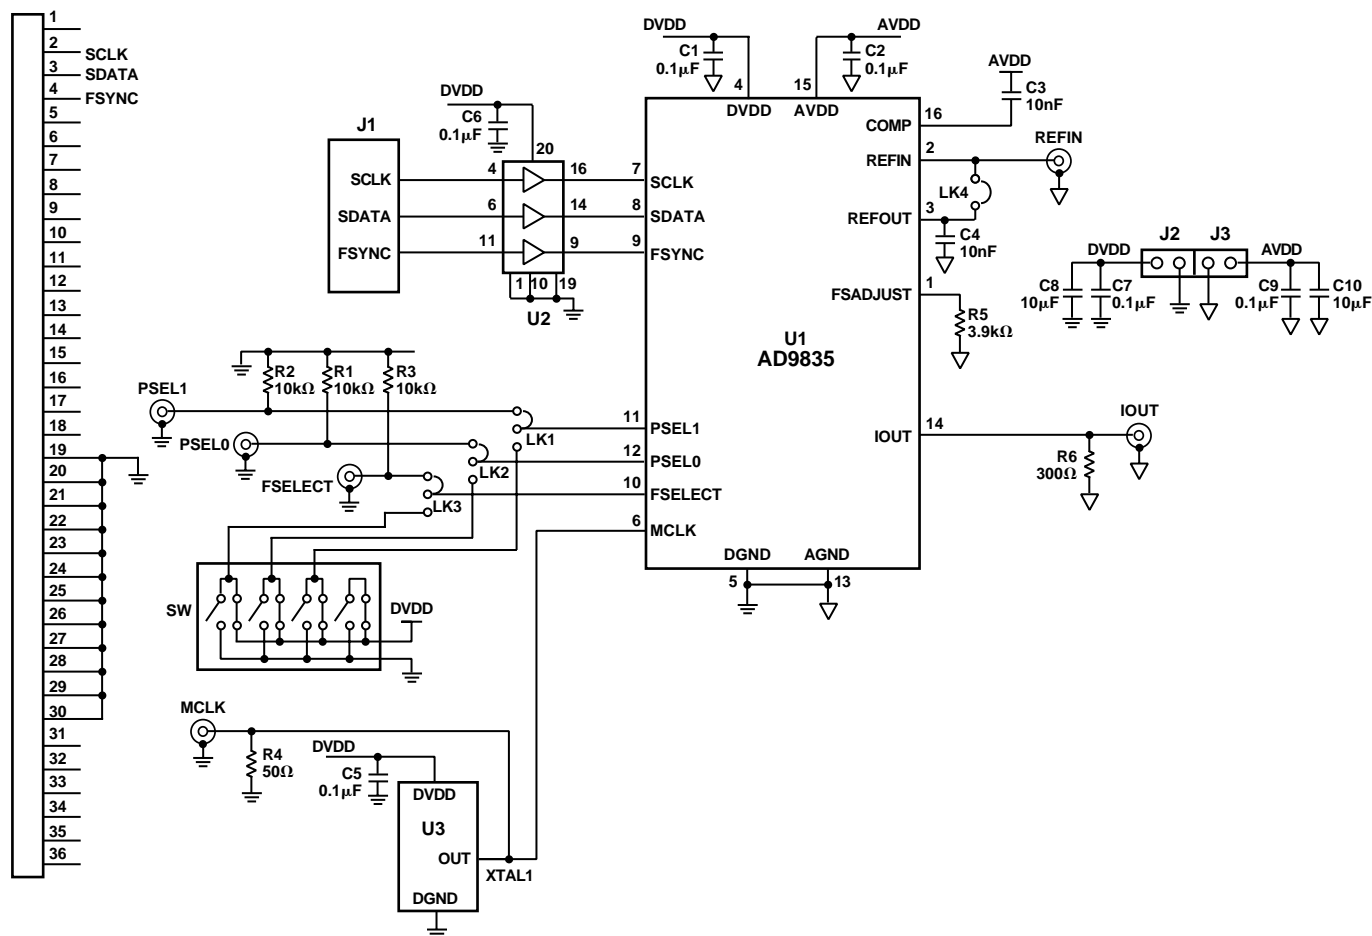 1
2
SCLK
3
SDATA
4
FSYNC
5
6
7
8
9
10
11
12
13
14
15
16
17
18
19
20
21
22
23
24
25
26
27
28
29
30
31
32
33
34
35
36
J1
SCLK
SDATA
FSYNC
DVDD
C6
0.1μF
20
4
16
6
14
11
9
1
10
19
U2
DVDD
C1
0.1μF
4
DVDD
AVDD
C2
0.1μF
15
AVDD
7
SCLK
8
SDATA
9
FSYNC
U1
AD9835
11
PSEL1
12
PSEL0
10
FSELECT
6
MCLK
DGND
5
AGND
13
COMP
16
AVDD
C3
10nF
REFIN
2
REFIN
LK4
REFOUT
3
C4
10nF
FSADJUST
1
R5
3.9kΩ
IOUT
14
IOUT
R6
300Ω
J2
J3
DVDD
AVDD
C8
10μF
C7
0.1μF
C9
0.1μF
C10
10μF
R2
10kΩ
R1
10kΩ
R3
10kΩ
PSEL1
PSEL0
FSELECT
LK1
LK2
LK3
SW
DVDD
MCLK
R4
50Ω
DVDD
C5
0.1μF
DVDD
U3
OUT
DGND
XTAL1